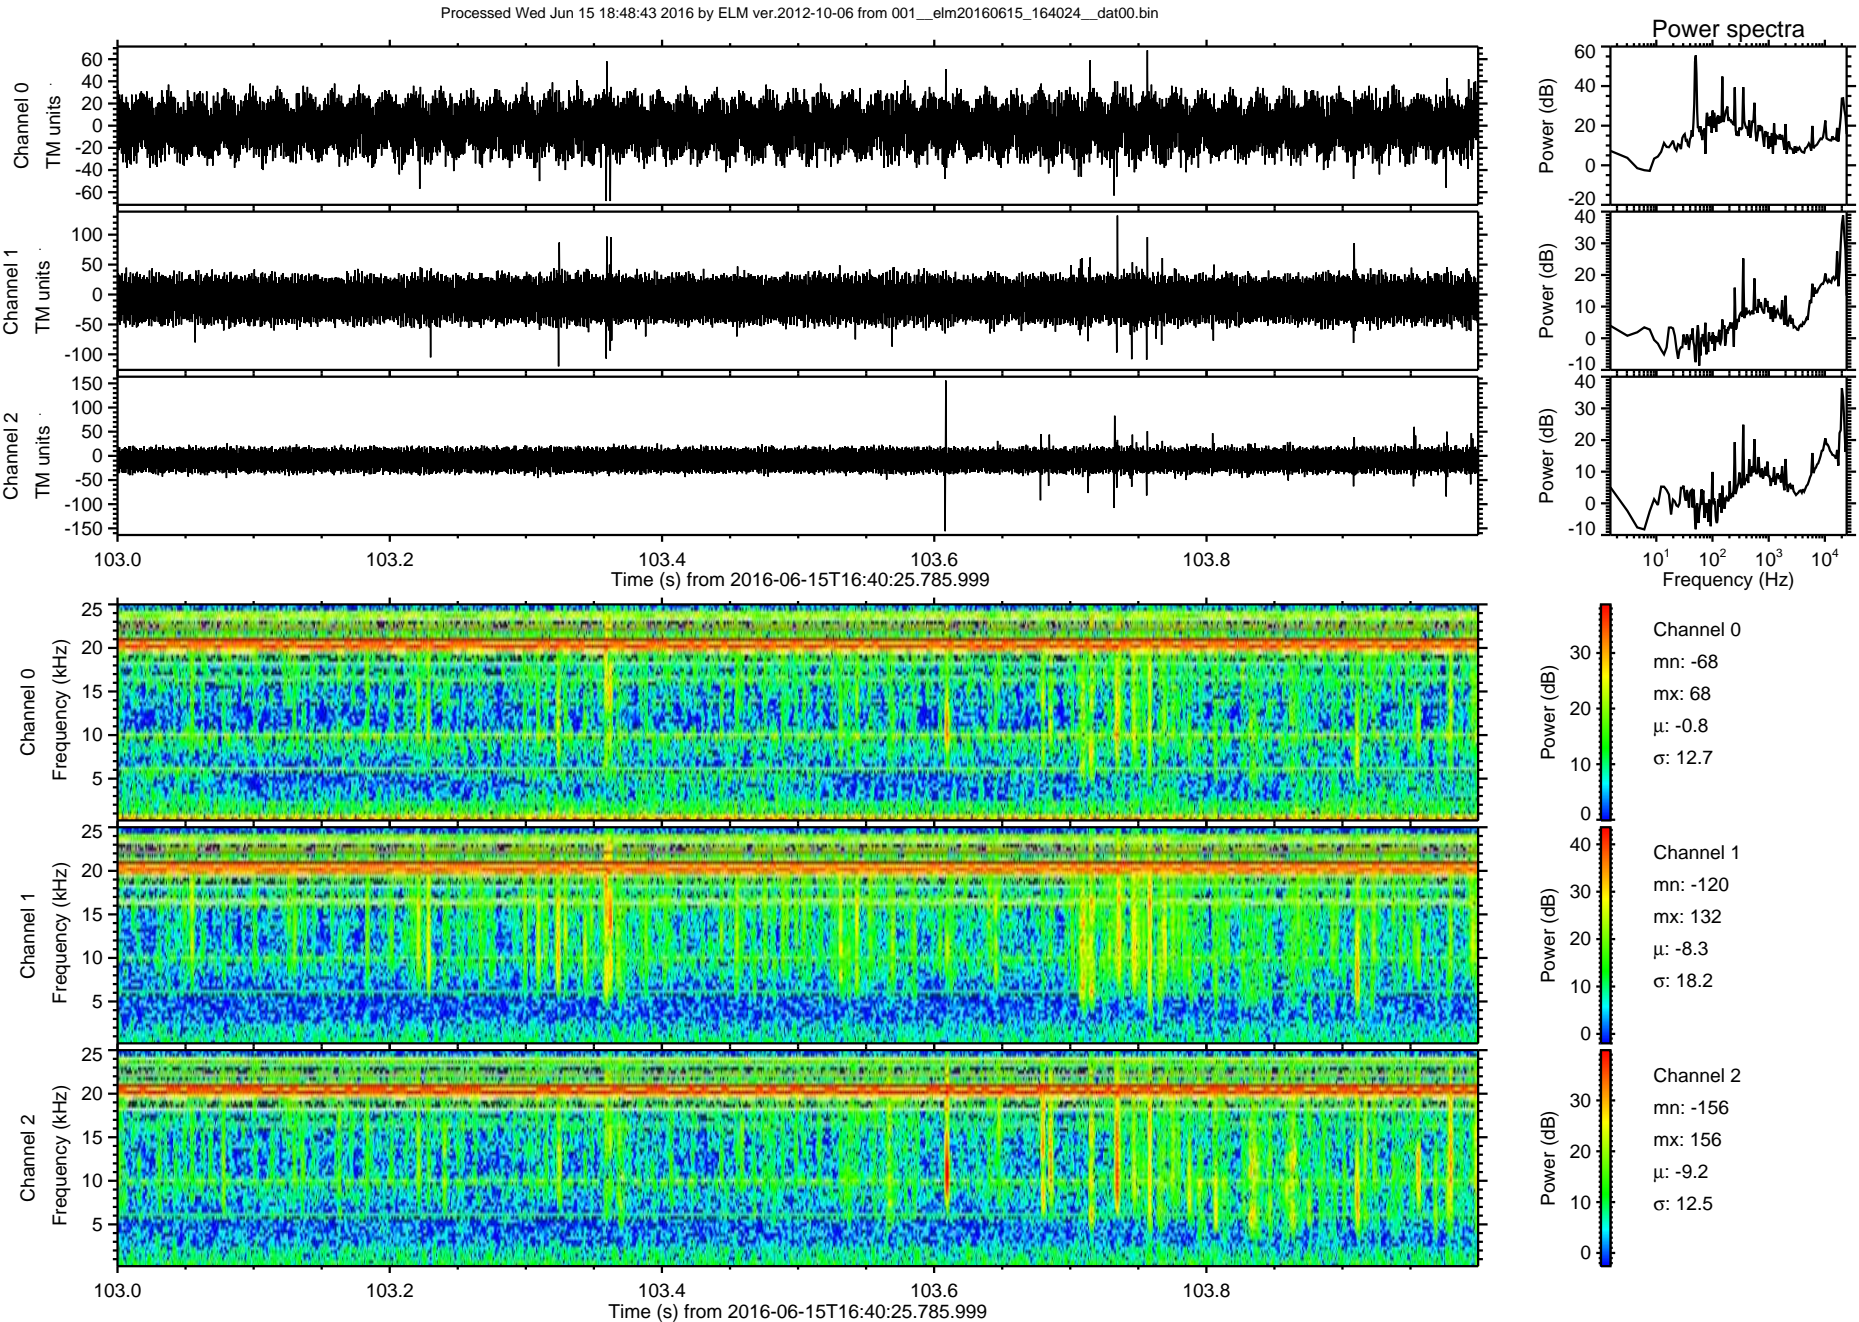 Processed Wed Jun 15 18:48:43 2016 by ELM ver.2012-10-06 from 001__elm20160615_164024__dat00.bin
Power spectra
Channel 0
TM units
60
40
20
0
-20
-40
-60
Power (dB)
60
40
20
0
-20
Channel 1
TM units
100
50
0
-50
-100
Power (dB)
40
30
20
10
0
-10
Channel 2
TM units
150
100
50
0
-50
-100
-150
Power (dB)
40
30
20
10
0
-10
103.0 103.2 103.4 103.6 103.8
Time (s) from 2016-06-15T16:40:25.785.999
10¹ 10² 10³ 10⁴
Frequency (Hz)
Channel 0
Frequency (kHz)
25
20
15
10
5
Power (dB)
30
20
10
0
Channel 0
mn: -68
mx: 68
μ: -0.8
σ: 12.7
Channel 1
Frequency (kHz)
25
20
15
10
5
Power (dB)
40
30
20
10
0
Channel 1
mn: -120
mx: 132
μ: -8.3
σ: 18.2
Channel 2
Frequency (kHz)
25
20
15
10
5
Power (dB)
30
20
10
0
Channel 2
mn: -156
mx: 156
μ: -9.2
σ: 12.5
103.0 103.2 103.4 103.6 103.8
Time (s) from 2016-06-15T16:40:25.785.999